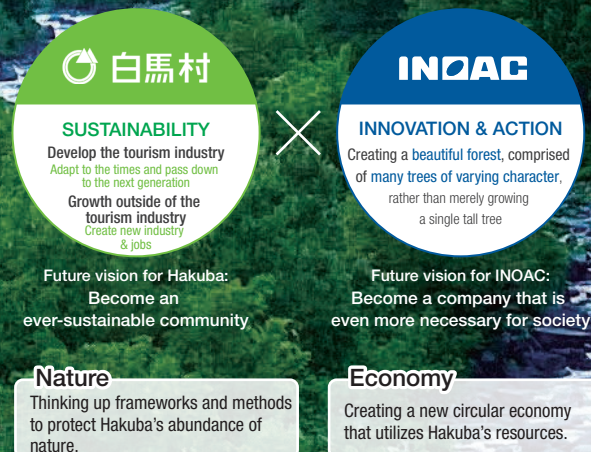 白馬村
SUSTAINABILITY
Develop the tourism industry
Adapt to the times and pass down
to the next generation
Growth outside of the
tourism industry
Create new industry
& jobs
Future vision for Hakuba:
Become an
ever-sustainable community
INOAC
INNOVATION & ACTION
Creating a beautiful forest, comprised
of many trees of varying character,
rather than merely growing
a single tall tree
Future vision for INOAC:
Become a company that is
even more necessary for society
Nature
Thinking up frameworks and methods
to protect Hakuba's abundance of
nature.
Economy
Creating a new circular economy
that utilizes Hakuba's resources.